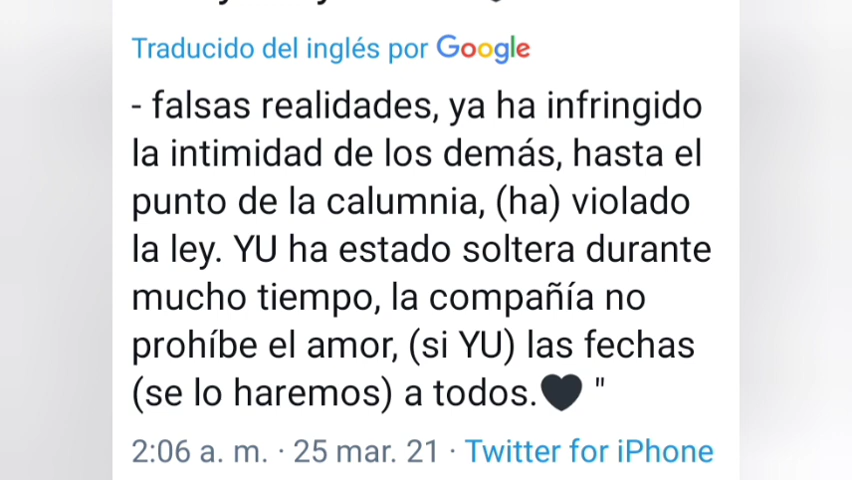 Traducido del inglés por Google
- falsas realidades, ya ha infringido
la intimidad de los demás, hasta el
punto de la calumnia, (ha) violado
la ley. YU ha estado soltera durante
mucho tiempo, la compañía no
prohíbe el amor, (si YU) las fechas
(se lo haremos) a todos.🖤 "
2:06 a. m. · 25 mar. 21 · Twitter for iPhone